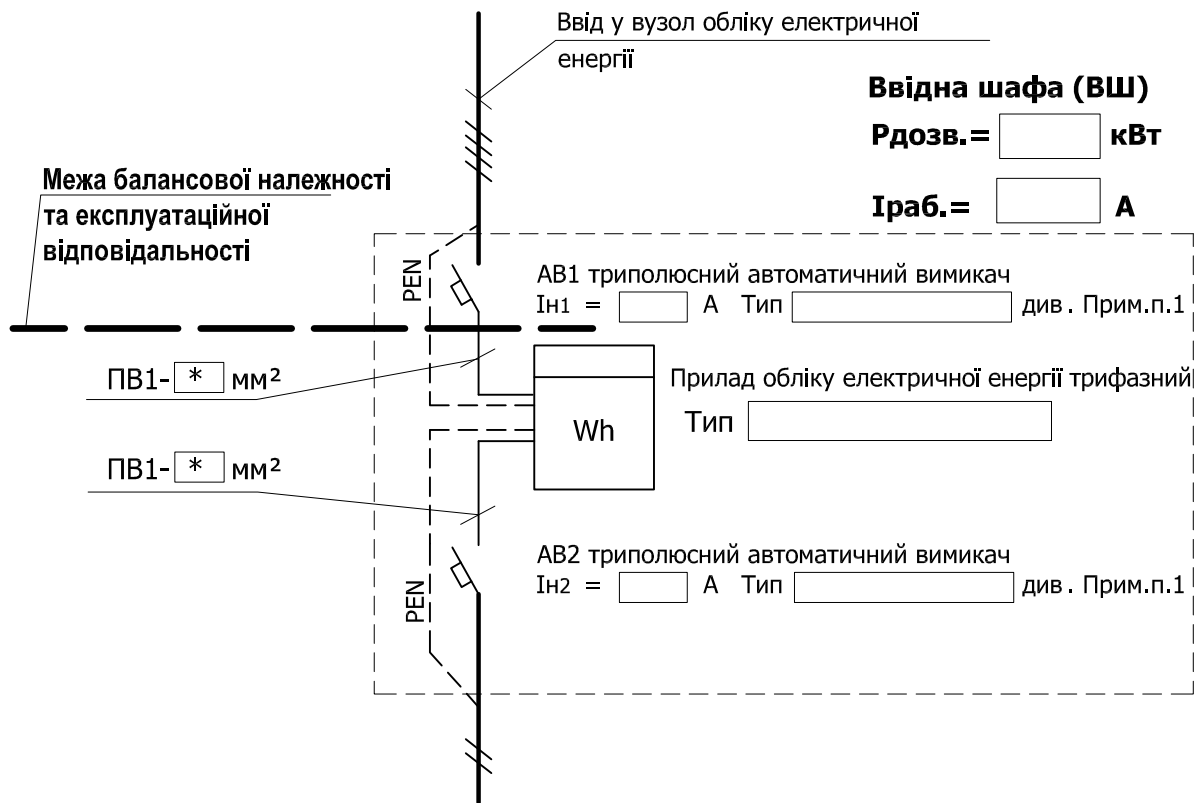 Ввід у вузол обліку електричної
енергії
Ввідна шафа (ВШ)
Рдозв.= кВт
Іраб.= А
Межа балансової належності
та експлуатаційної
відповідальності
PEN
АВ1 триполюсний автоматичний вимикач
Ін1 = А Тип див. Прим.п.1
ПВ1- * мм²
Прилад обліку електричної енергії трифазний
Тип
Wh
ПВ1- * мм²
АВ2 триполюсний автоматичний вимикач
Ін2 = А Тип див. Прим.п.1
PEN